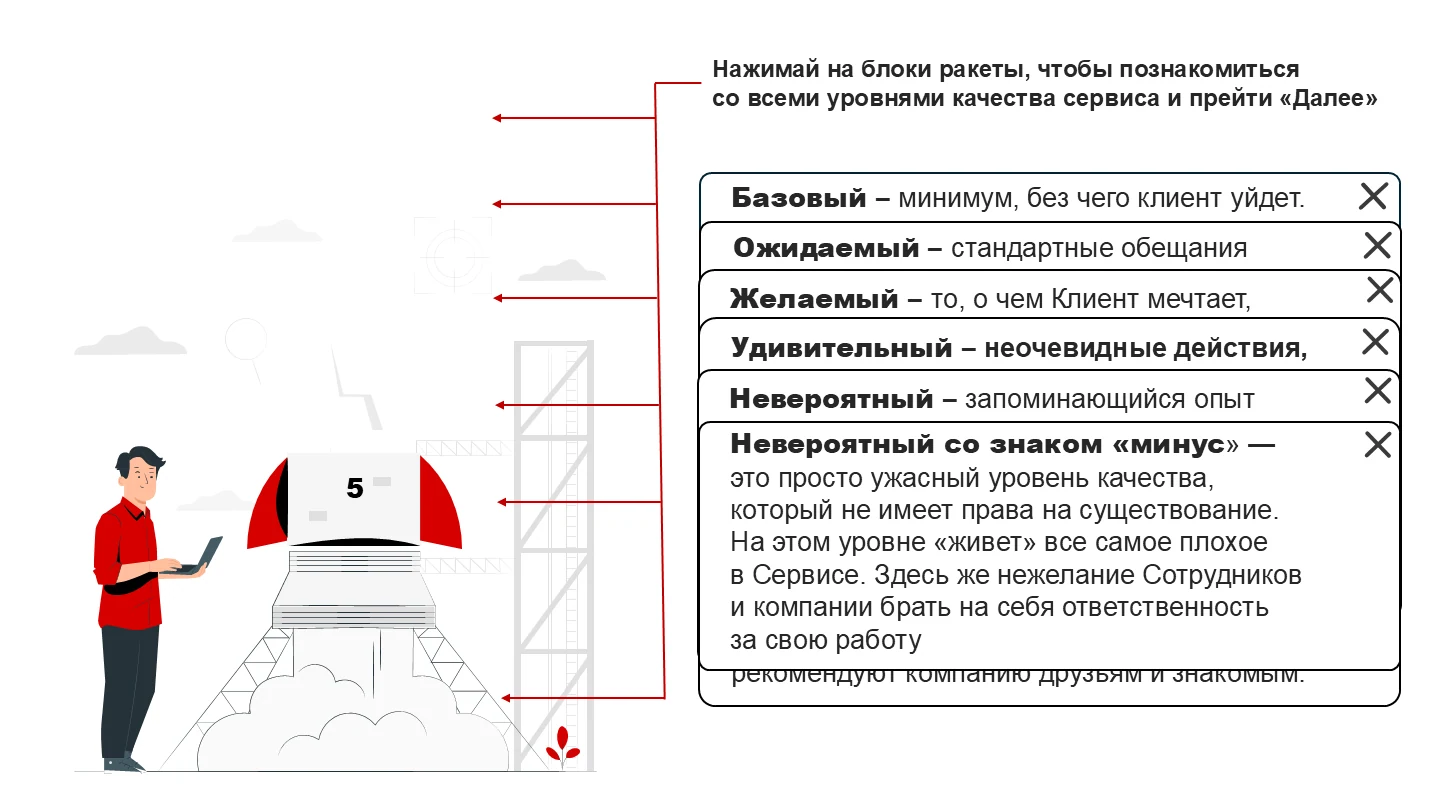 Нажимай на блоки ракеты, чтобы познакомиться
со всеми уровнями качества сервиса и прейти «Далее»
Базовый – минимум, без чего клиент уйдет.
Ожидаемый – стандартные обещания
Желаемый – то, о чем Клиент мечтает,
Удивительный – неочевидные действия,
Невероятный – запоминающийся опыт
Невероятный со знаком «минус» —
это просто ужасный уровень качества,
который не имеет права на существование.
На этом уровне «живет» все самое плохое
в Сервисе. Здесь же нежелание Сотрудников
и компании брать на себя ответственность
за свою работу
рекомендуют компанию друзьям и знакомым.
5